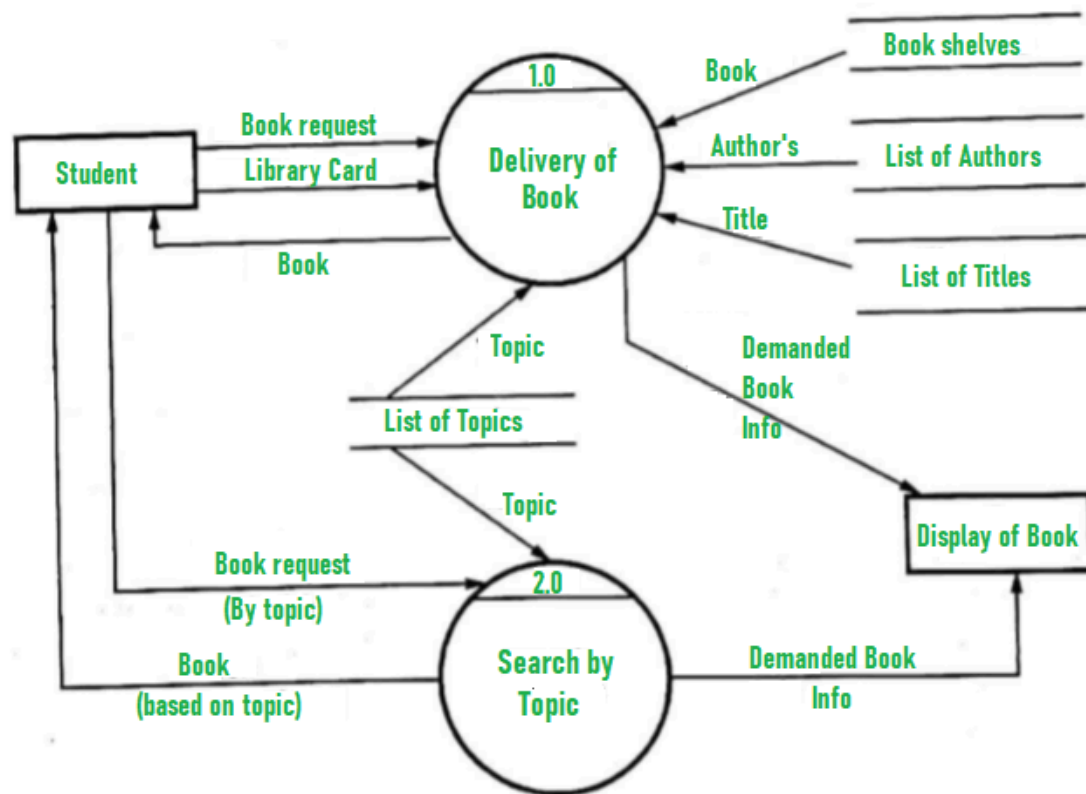 Book shelves
1.0
Book
Book request
Author's
List of Authors
Student
Library Card
Delivery of
Book
Title
Book
List of Titles
Topic
Demanded
Book
Info
List of Topics
Topic
Display of Book
Book request
(By topic)
2.0
Book
(based on topic)
Search by
Topic
Demanded Book
Info